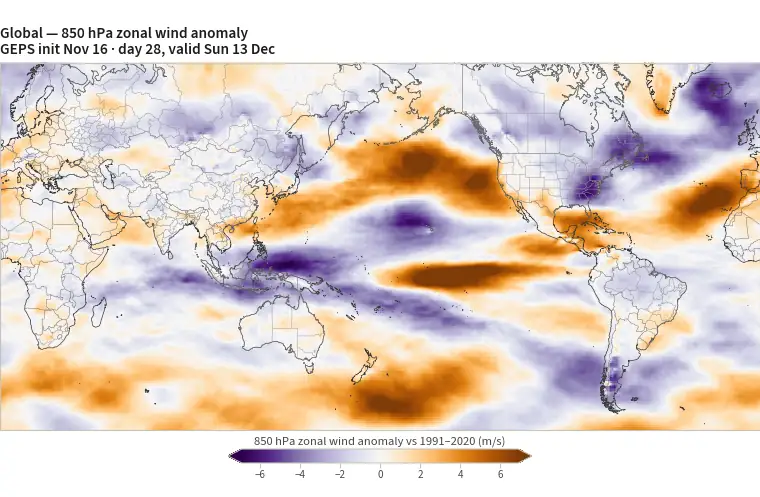 Global — 850 hPa zonal wind anomaly
GEPS init Nov 16 · day 28, valid Sun 13 Dec
850 hPa zonal wind anomaly vs 1991–2020 (m/s)
−6 −4 −2 0 2 4 6